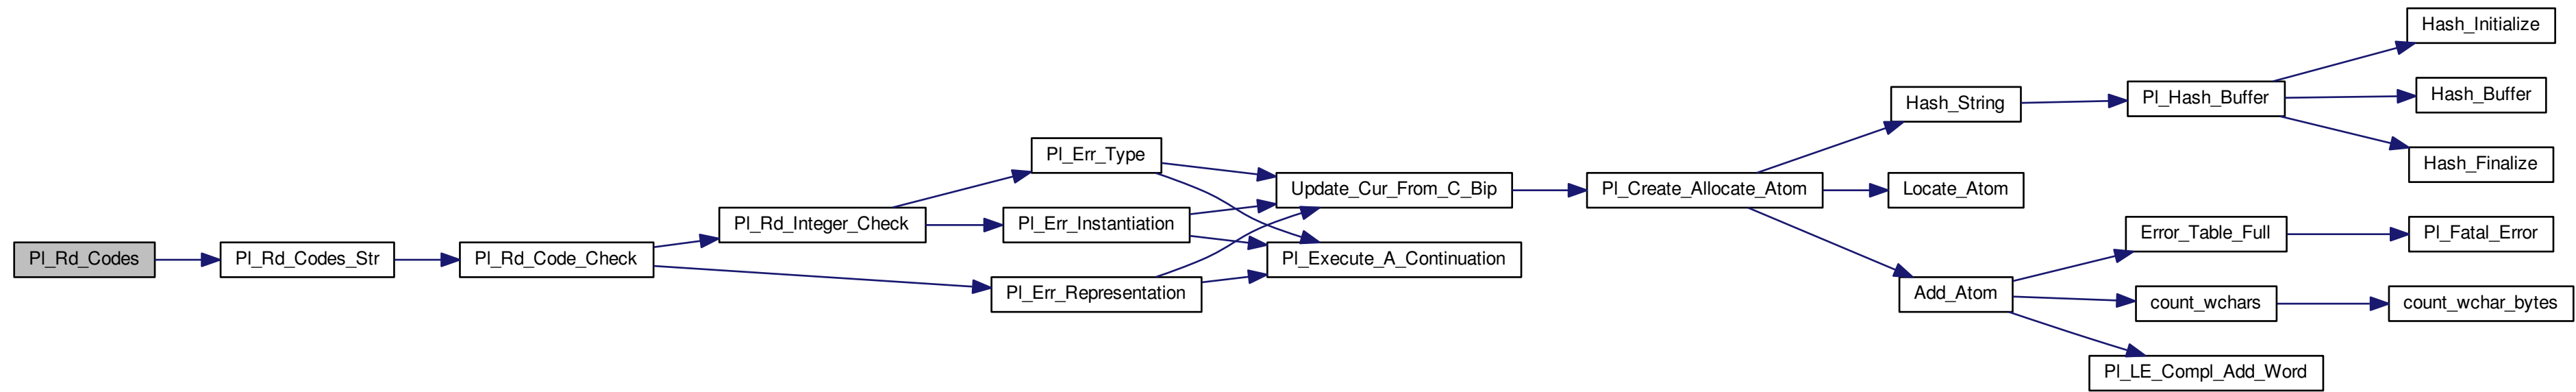 Pl_Rd_Codes
Pl_Rd_Codes_Str
Pl_Rd_Code_Check
Pl_Rd_Integer_Check
Pl_Err_Type
Pl_Err_Instantiation
Pl_Err_Representation
Update_Cur_From_C_Bip
Pl_Execute_A_Continuation
Pl_Create_Allocate_Atom
Hash_String
Locate_Atom
Add_Atom
Pl_Hash_Buffer
Error_Table_Full
count_wchars
Pl_LE_Compl_Add_Word
Hash_Initialize
Hash_Buffer
Hash_Finalize
Pl_Fatal_Error
count_wchar_bytes